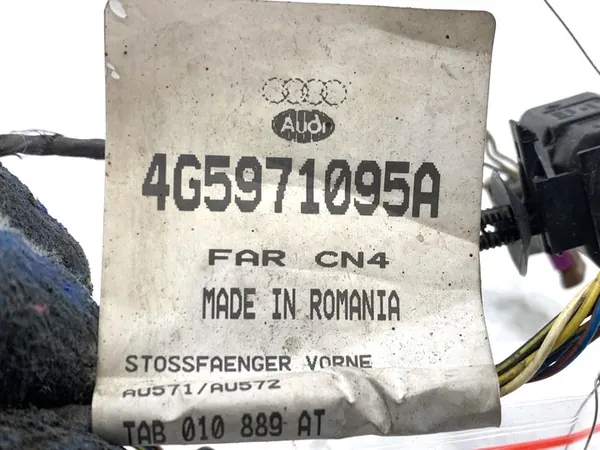 Audi
4G5971095A
FAR CN4
MADE IN ROMANIA
STOSSFAENGER VORNE
AU571/AU572
TAB 010 889 AT